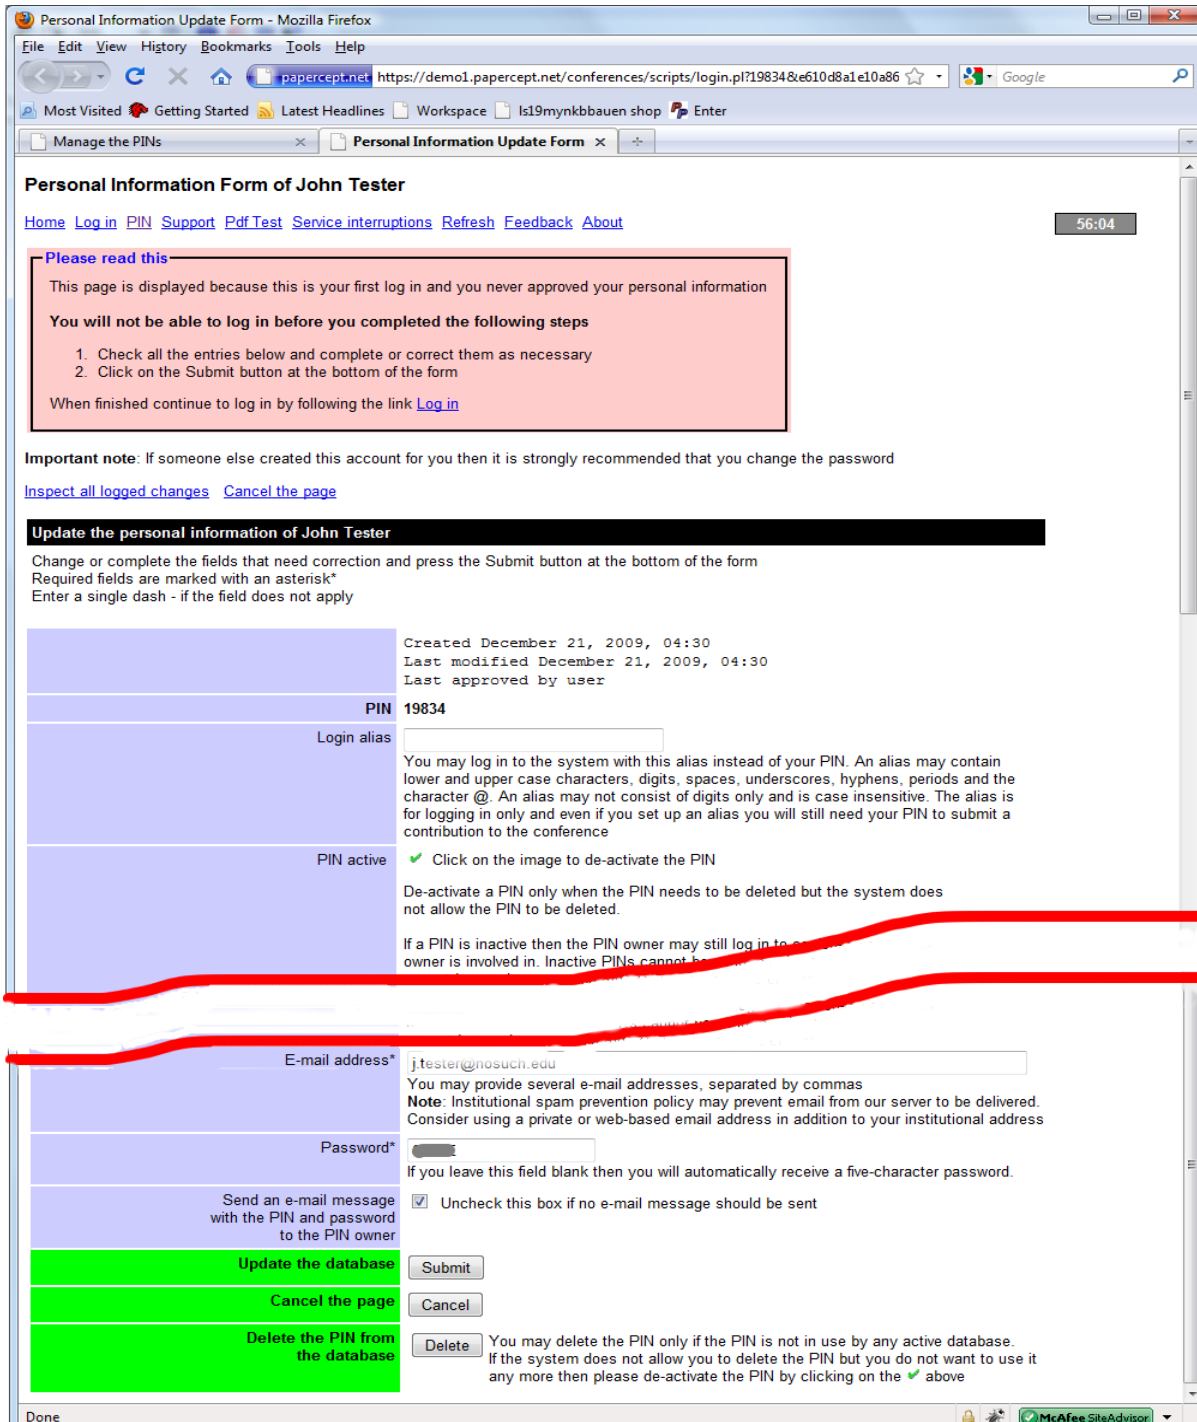 Personal Information Update Form - Mozilla Firefox
File Edit View History Bookmarks Tools Help
papercept.net https://demo1.papercept.net/conferences/scripts/login.pl?19834&e610d8a1e10a86 Google
Most Visited Getting Started Latest Headlines Workspace ls19mynkbbauen shop Enter
Manage the PINs Personal Information Update Form
Personal Information Form of John Tester
Home Log in PIN Support Pdf Test Service interruptions Refresh Feedback About 56:04
Please read this
This page is displayed because this is your first log in and you never approved your personal information
You will not be able to log in before you completed the following steps
1. Check all the entries below and complete or correct them as necessary
2. Click on the Submit button at the bottom of the form
When finished continue to log in by following the link Log in
Important note: If someone else created this account for you then it is strongly recommended that you change the password
Inspect all logged changes Cancel the page
Update the personal information of John Tester
Change or complete the fields that need correction and press the Submit button at the bottom of the form
Required fields are marked with an asterisk*
Enter a single dash - if the field does not apply
Created December 21, 2009, 04:30
Last modified December 21, 2009, 04:30
Last approved by user
PIN 19834
Login alias
You may log in to the system with this alias instead of your PIN. An alias may contain
lower and upper case characters, digits, spaces, underscores, hyphens, periods and the
character @. An alias may not consist of digits only and is case insensitive. The alias is
for logging in only and even if you set up an alias you will still need your PIN to submit a
contribution to the conference
PIN active Click on the image to de-activate the PIN
De-activate a PIN only when the PIN needs to be deleted but the system does
not allow the PIN to be deleted.
If a PIN is inactive then the PIN owner may still log in to
owner is involved in. Inactive PINs cannot
E-mail address* j.tester@nosuch.edu
You may provide several e-mail addresses, separated by commas
Note: Institutional spam prevention policy may prevent email from our server to be delivered.
Consider using a private or web-based email address in addition to your institutional address
Password*
If you leave this field blank then you will automatically receive a five-character password.
Send an e-mail message Uncheck this box if no e-mail message should be sent
with the PIN and password
to the PIN owner
Update the database Submit
Cancel the page Cancel
Delete the PIN from Delete You may delete the PIN only if the PIN is not in use by any active database.
the database If the system does not allow you to delete the PIN but you do not want to use it
any more then please de-activate the PIN by clicking on the ✔ above
Done McAfee SiteAdvisor